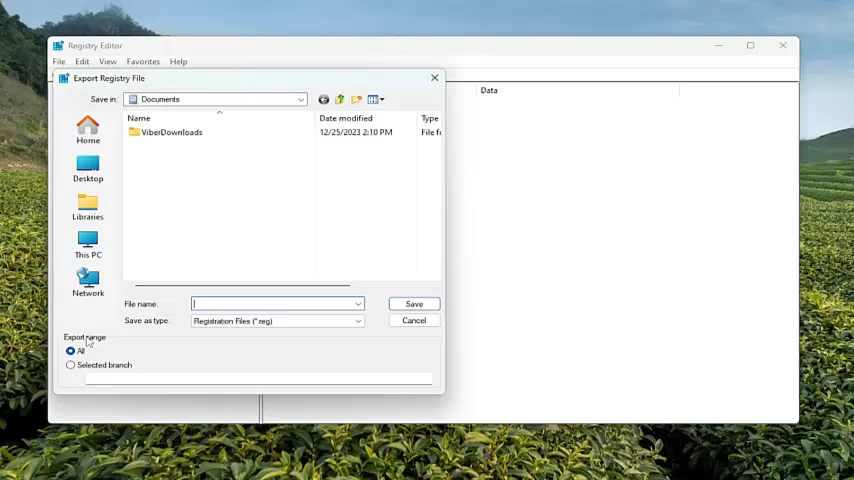 Registry Editor
File Edit View Favorites Help
Export Registry File
Data
Save in: Documents
Name Date modified Type
ViberDownloads 12/25/2023 2:10 PM File f
Home
Desktop
Libraries
This PC
Network
File name: Save
Save as type: Registration Files (*.reg) Cancel
Export range
All
Selected branch